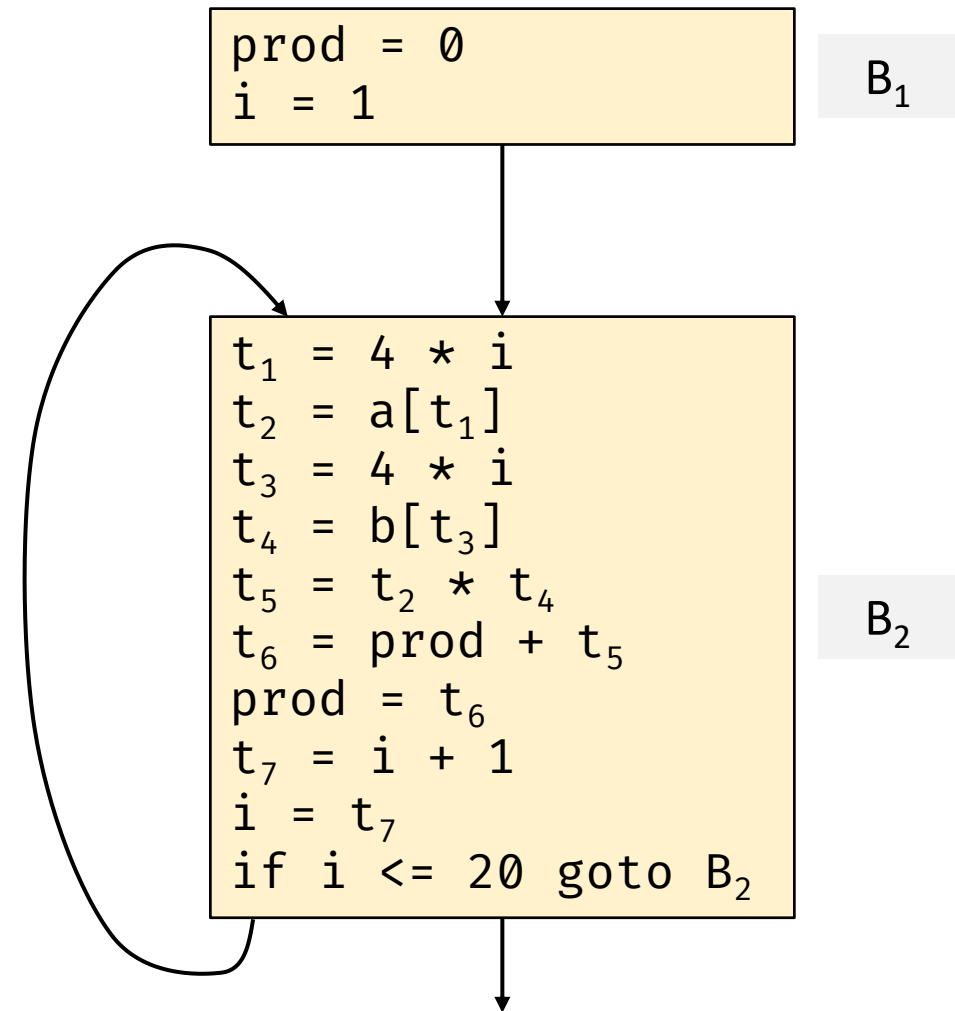 prod = 0
i = 1
B₁
t₁ = 4 * i
t₂ = a[t₁]
t₃ = 4 * i
t₄ = b[t₃]
t₅ = t₂ * t₄
t₆ = prod + t₅
prod = t₆
t₇ = i + 1
i = t₇
if i <= 20 goto B₂
B₂